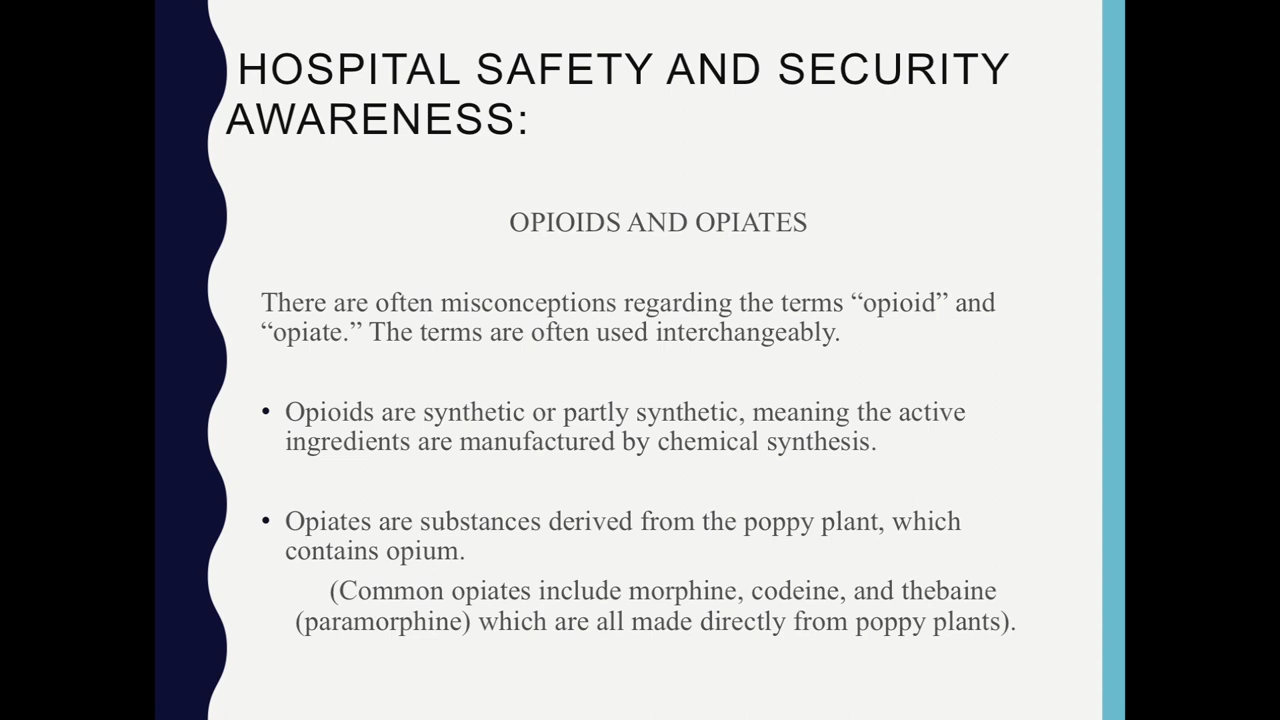 HOSPITAL SAFETY AND SECURITY
AWARENESS:
OPIOIDS AND OPIATES
There are often misconceptions regarding the terms “opioid” and
“opiate.” The terms are often used interchangeably.
• Opioids are synthetic or partly synthetic, meaning the active
ingredients are manufactured by chemical synthesis.
• Opiates are substances derived from the poppy plant, which
contains opium.
(Common opiates include morphine, codeine, and thebaine
(paramorphine) which are all made directly from poppy plants).